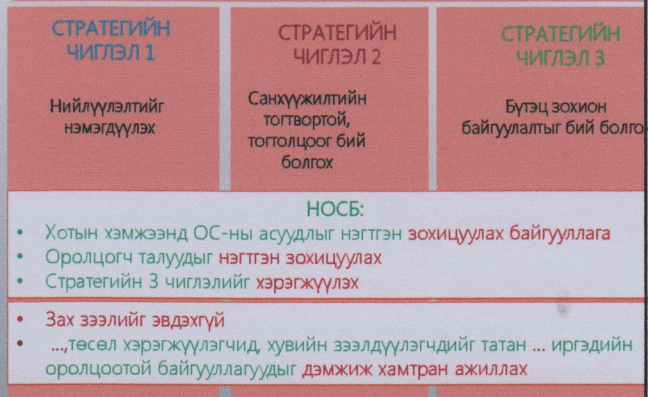 СТРАТЕГИЙН
ЧИГЛЭЛ 1
Нийлүүлэлтийг
нэмэгдүүлэх
СТРАТЕГИЙН
ЧИГЛЭЛ 2
Санхүүжилтийн
тогтвортой,
тогтолцоог бий
болгох
СТРАТЕГИЙН
ЧИГЛЭЛ 3
Бүтэц зохион
байгуулалтыг бий болго
НОСБ:
• Хотын хэмжээнд ОС-ны асуудлыг нэгтгэн зохицуулах байгууллага
• Оролцогч талуудыг нэгтгэн зохицуулах
• Стратегийн 3 чиглэлийг хэрэгжүүлэх
• Зах зээлийг эвдэхгүй
• ...,төсөл хэрэгжүүлэгчид, хувийн зээлдүүлэгчдийг татан ... иргэдийн
оролцоотой байгууллагуудыг дэмжиж хамтран ажиллах